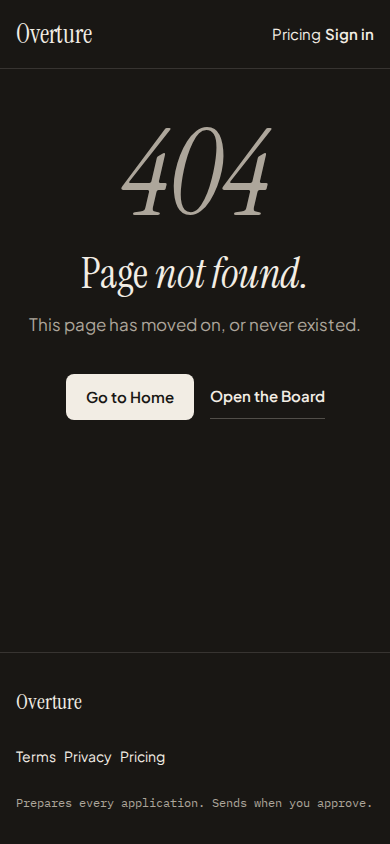 Overture
Pricing Sign in
404
Page not found.
This page has moved on, or never existed.
Go to Home
Open the Board
Overture
Terms Privacy Pricing
Prepares every application. Sends when you approve.